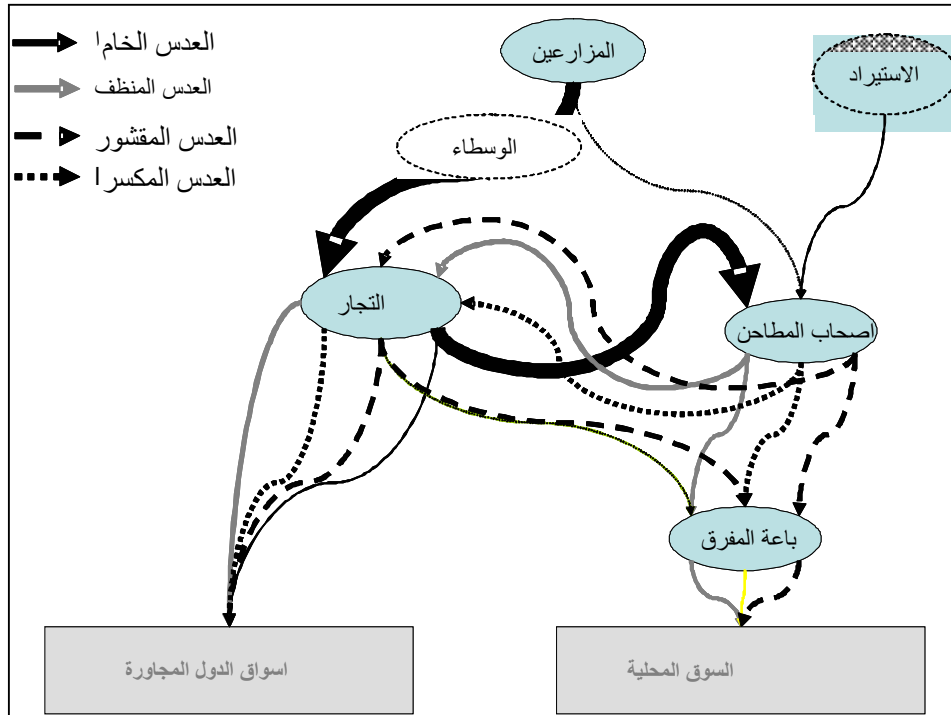 العدس الخام
العدس المنظف
العدس المقشور
العدس المكسر
المزارعين
الاستيراد
الوسطاء
التجار
اصحاب المطاحن
باعة المفرق
اسواق الدول المجاورة
السوق المحلية